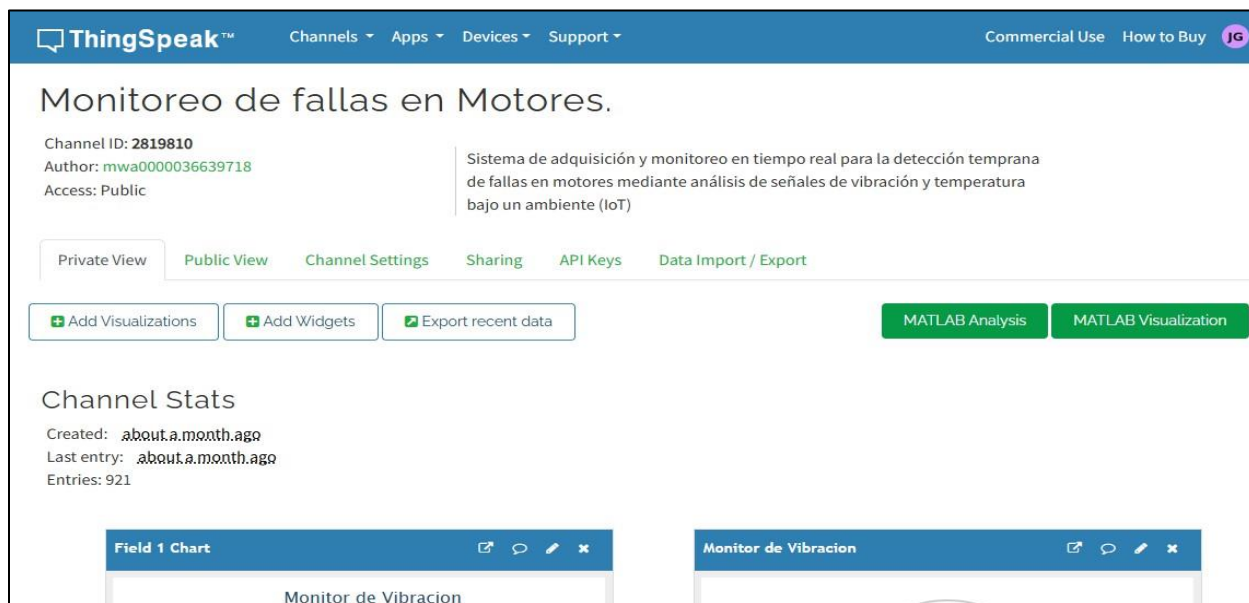 ThingSpeak™ Channels Apps Devices Support Commercial Use How to Buy JG
Monitoreo de fallas en Motores.
Channel ID: 2819810
Author: mwa0000036639718
Access: Public
Sistema de adquisición y monitoreo en tiempo real para la detección temprana
de fallas en motores mediante análisis de señales de vibración y temperatura
bajo un ambiente (IoT)
Private View Public View Channel Settings Sharing API Keys Data Import / Export
Add Visualizations Add Widgets Export recent data MATLAB Analysis MATLAB Visualization
Channel Stats
Created: about a month ago
Last entry: about a month ago
Entries: 921
Field 1 Chart Monitor de Vibracion
Monitor de Vibracion